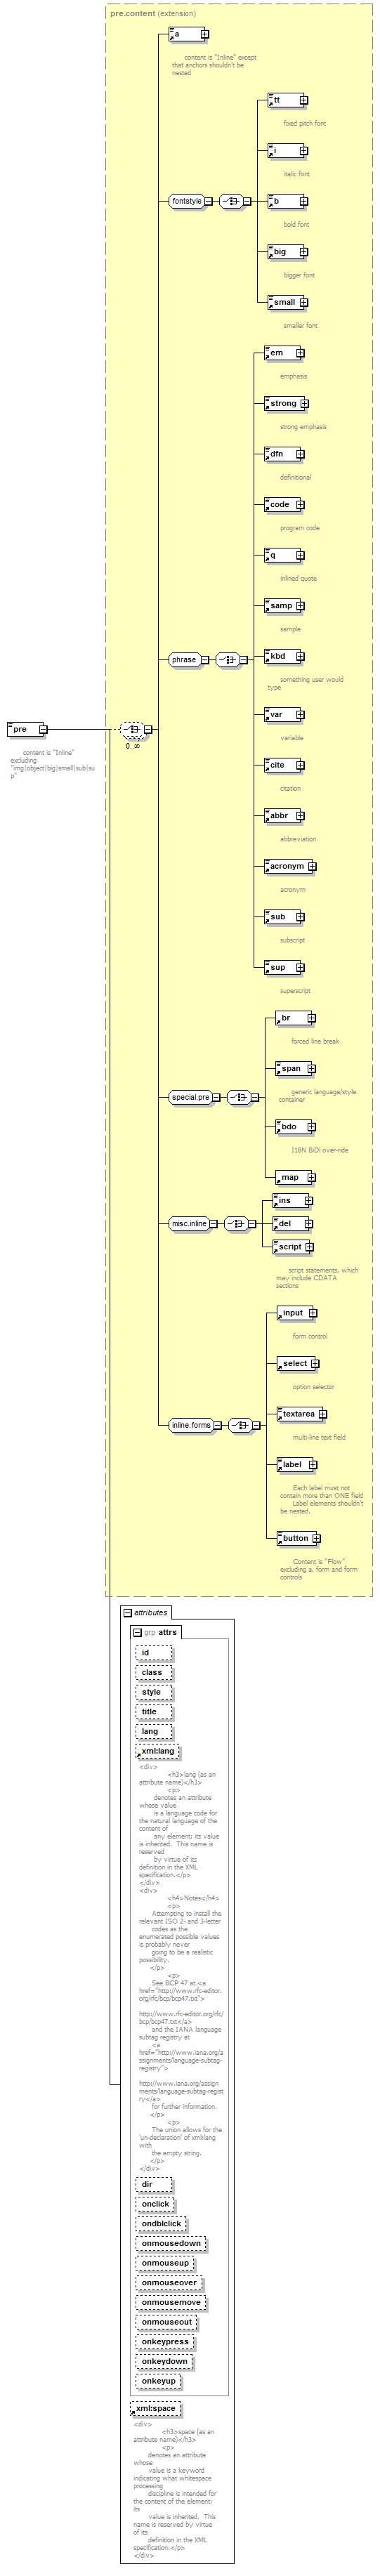 pre.content (extension)
a
content is "Inline" except
that anchors shouldn't be
nested
fontstyle
tt
fixed pitch font
i
italic font
b
bold font
big
bigger font
small
smaller font
phrase
em
emphasis
strong
strong emphasis
dfn
definitional
code
program code
q
inlined quote
samp
sample
kbd
something user would
type
var
variable
cite
citation
abbr
abbreviation
acronym
acronym
sub
subscript
sup
superscript
pre
content is "Inline"
excluding
"img|object|big|small|sub|su
p"
0..∞
special.pre
br
forced line break
span
generic language/style
container
bdo
I18N BiDi over-ride
map
misc.inline
ins
del
script
script statements, which
may include CDATA
sections
inline.forms
input
form control
select
option selector
textarea
multi-line text field
label
Each label must not
contain more than ONE field
Label elements shouldn't
be nested.
button
Content is "Flow"
excluding a, form and form
controls
attributes
grp attrs
id
class
style
title
lang
xml:lang
<div>
<h3>lang (as an
attribute name)</h3>
<p>
denotes an attribute
whose value
is a language code for
the natural language of the
content of
any element; its value
is inherited.  This name is
reserved
by virtue of its
definition in the XML
specification.</p>
</div>
<div>
<h4>Notes</h4>
<p>
Attempting to install the
relevant ISO 2- and 3-letter
codes as the
enumerated possible values
is probably never
going to be a realistic
possibility.
</p>
<p>
See BCP 47 at <a
href="http://www.rfc-editor.
org/rfc/bcp/bcp47.txt">
http://www.rfc-editor.org/rfc/
bcp/bcp47.txt</a>
and the IANA language
subtag registry at
<a
href="http://www.iana.org/a
ssignments/language-subtag-
registry">
http://www.iana.org/assign
ments/language-subtag-regist
ry</a>
for further information.
</p>
<p>
The union allows for the
'un-declaration' of xml:lang
with
the empty string.
</p>
</div>
dir
onclick
ondblclick
onmousedown
onmouseup
onmouseover
onmousemove
onmouseout
onkeypress
onkeydown
onkeyup
xml:space
<div>
<h3>space (as an
attribute name)</h3>
<p>
denotes an attribute
whose
value is a keyword
indicating what whitespace
processing
discipline is intended for
the content of the element;
its
value is inherited.  This
name is reserved by virtue
of its
definition in the XML
specification.</p>
</div>